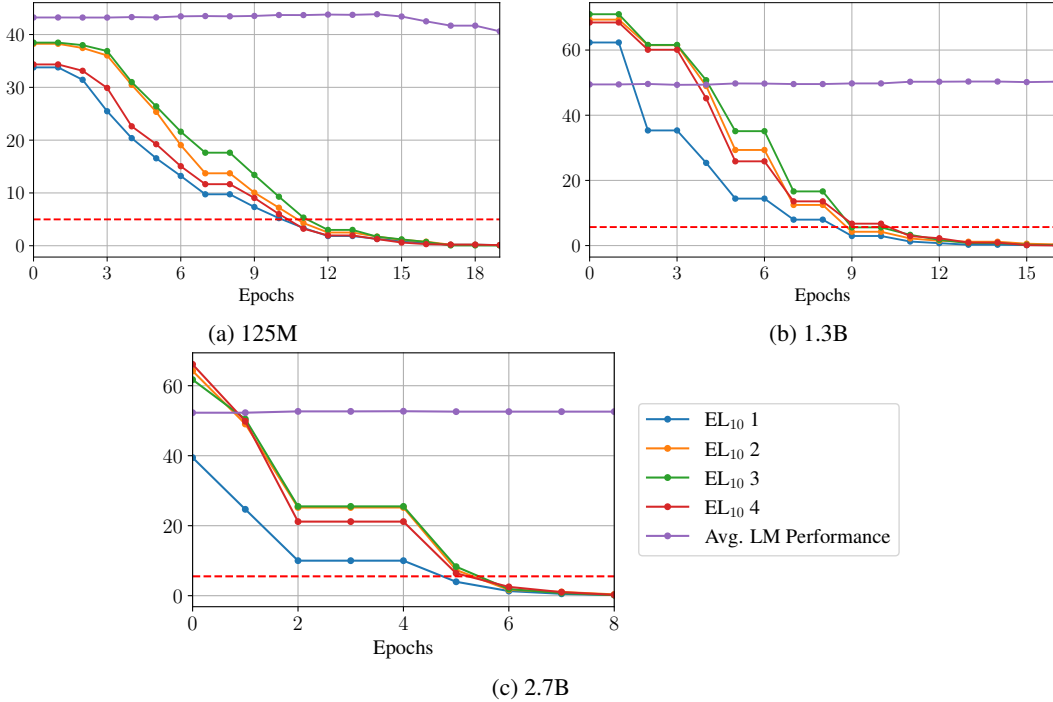 40
30
20
10
0
0 3 6 9 12 15 18
Epochs
(a) 125M
60
40
20
0
0 3 6 9 12 15
Epochs
(b) 1.3B
60
40
20
0
0 2 4 6 8
Epochs
(c) 2.7B
EL₁₀ 1
EL₁₀ 2
EL₁₀ 3
EL₁₀ 4
Avg. LM Performance